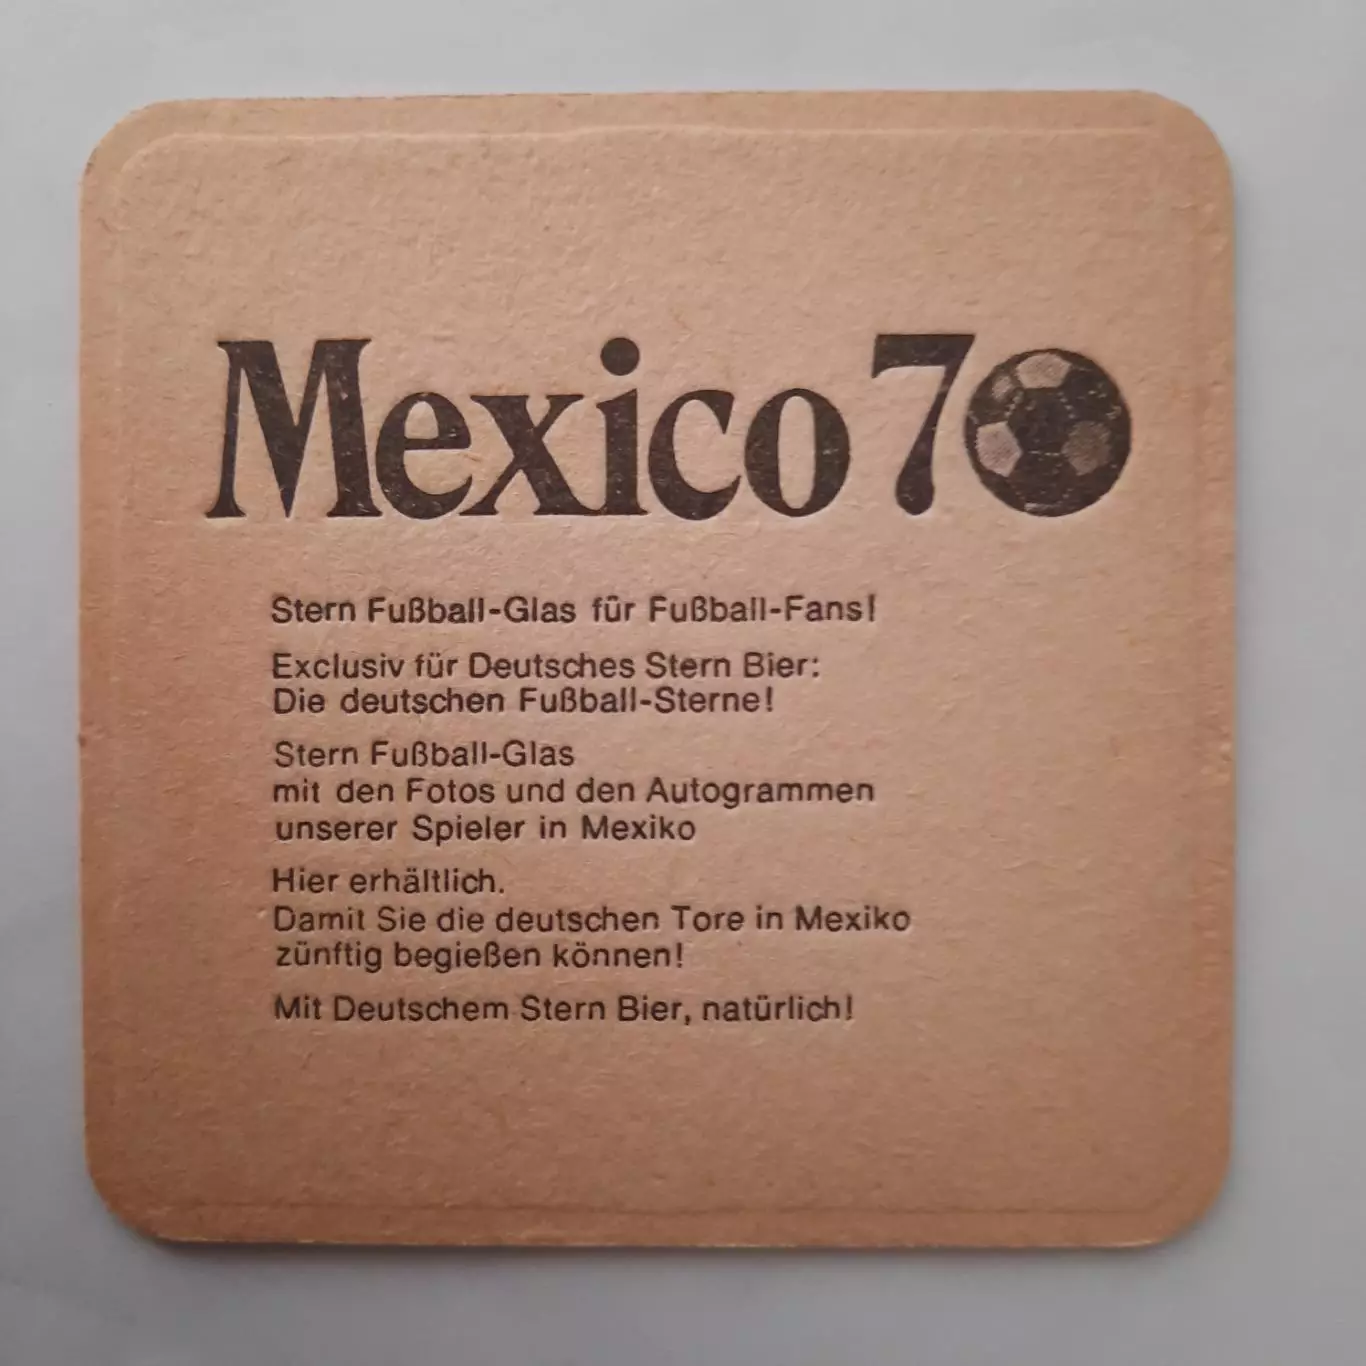 Mexico 70
Stern Fußball-Glas für Fußball-Fans!
Exclusiv für Deutsches Stern Bier:
Die deutschen Fußball-Sterne!
Stern Fußball-Glas
mit den Fotos und den Autogrammen
unserer Spieler in Mexiko
Hier erhältlich.
Damit Sie die deutschen Tore in Mexiko
zünftig begießen können!
Mit Deutschem Stern Bier, natürlich!